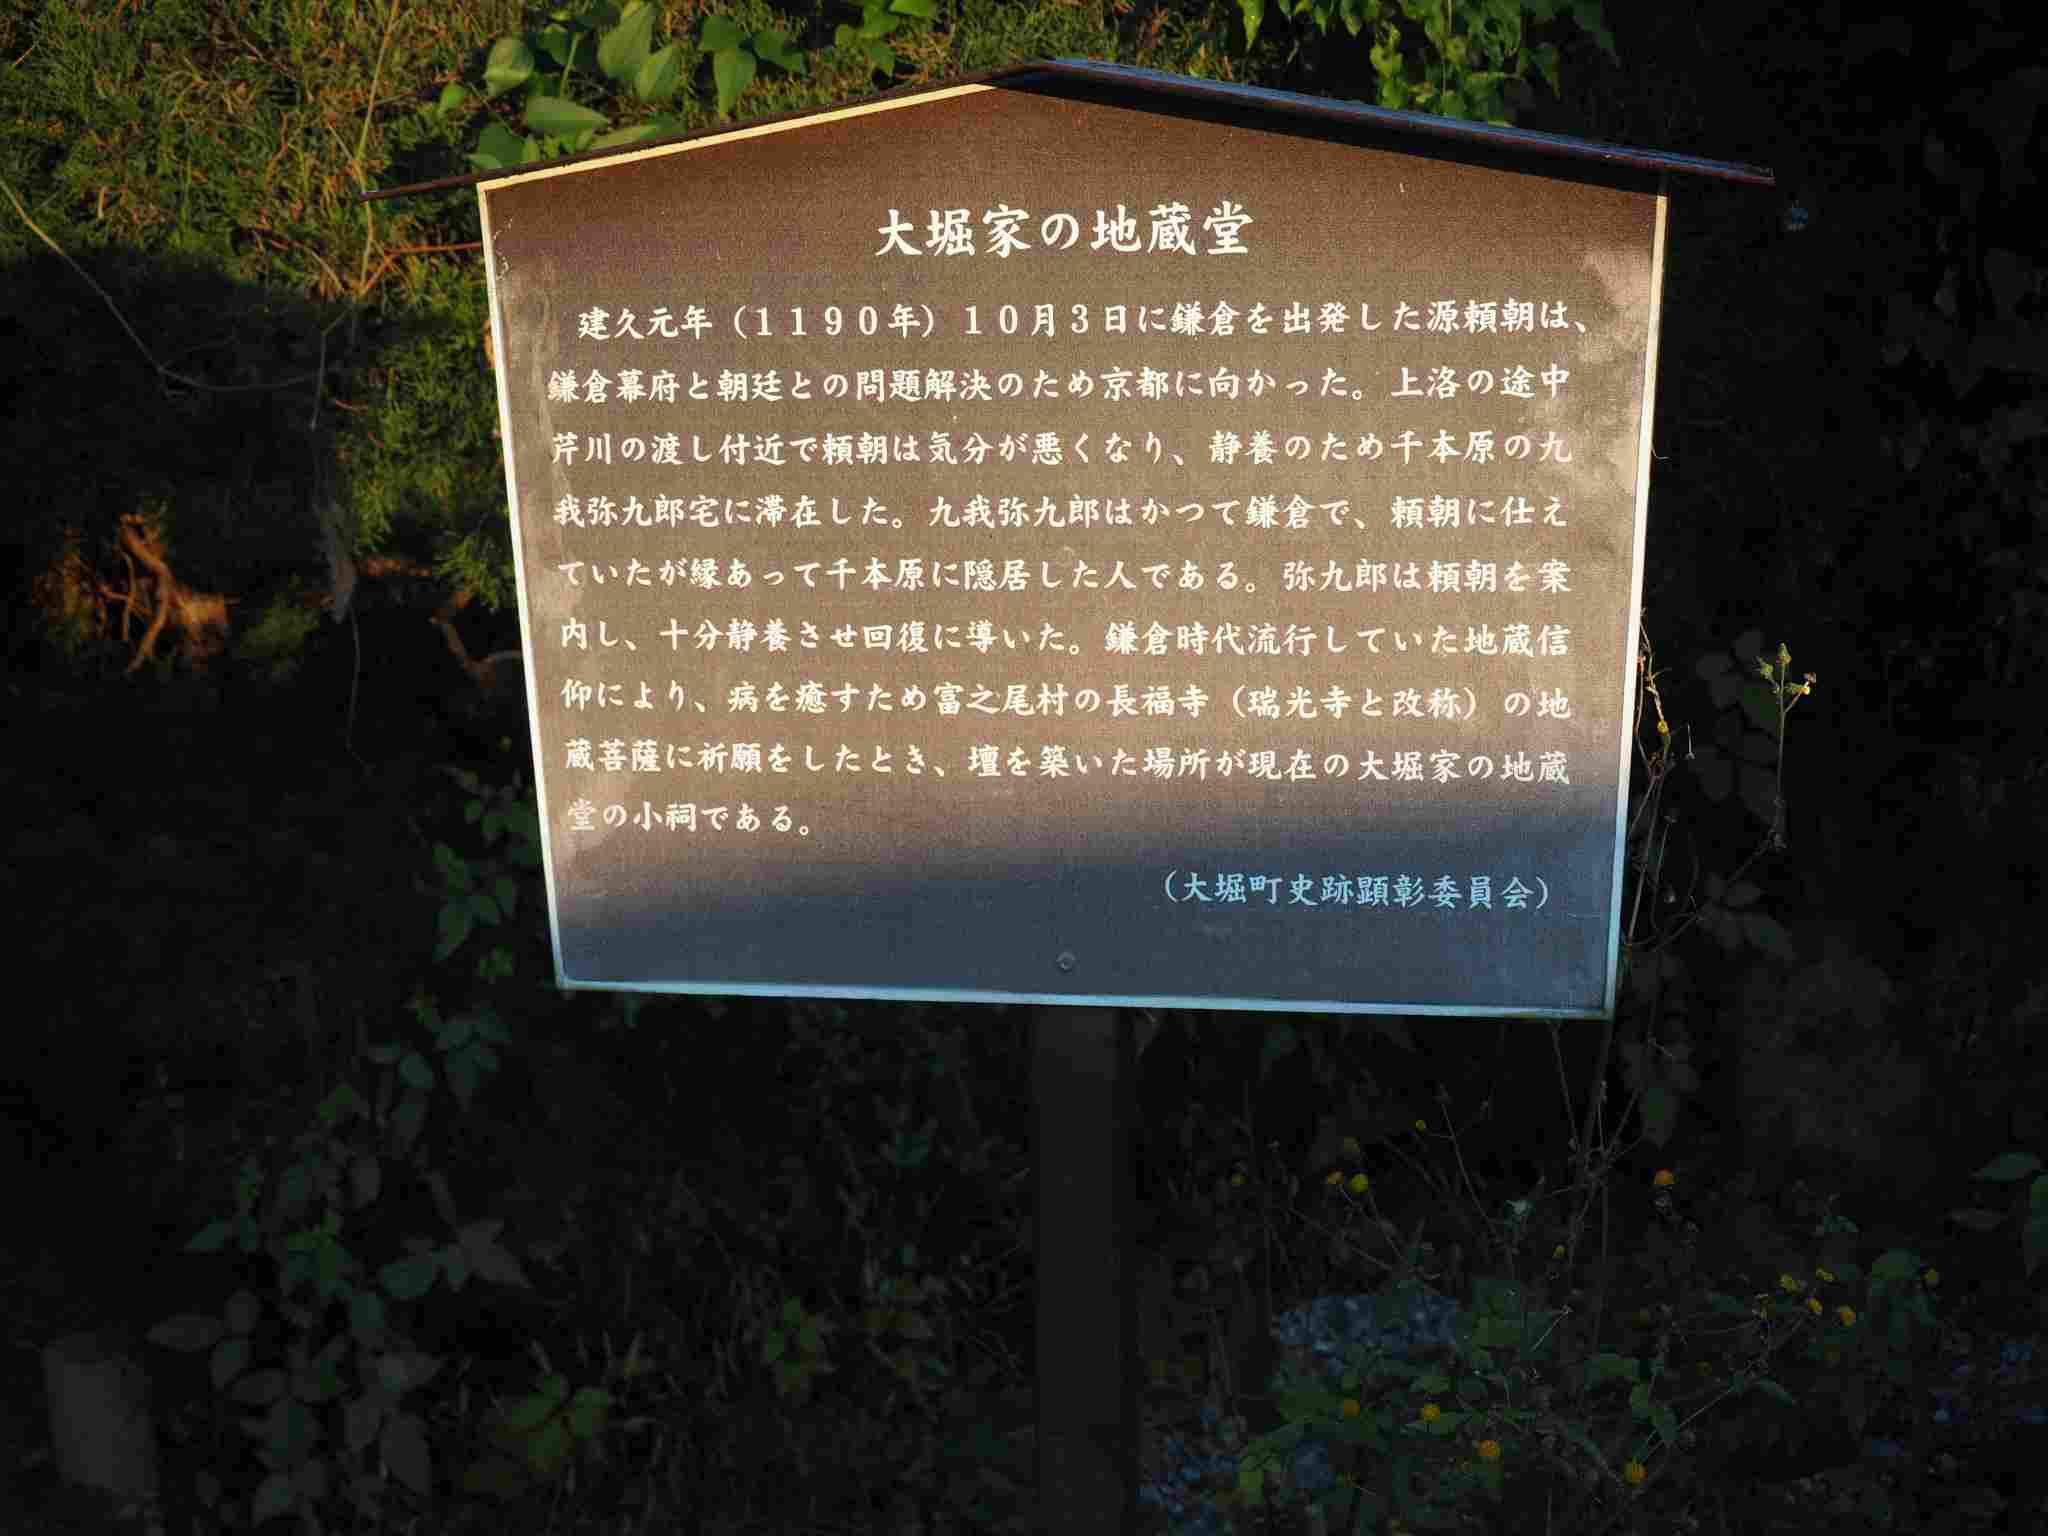 大堀家の地蔵堂
建久元年（１１９０年）１０月３日に鎌倉を出発した源頼朝は、
鎌倉幕府と朝廷との問題解決のため京都に向かった。上洛の途中
芹川の渡し付近で頼朝は気分が悪くなり、静養のため千本原の九
我弥九郎宅に滞在した。九我弥九郎はかつて鎌倉で、頼朝に仕え
ていたが縁あって千本原に隠居した人である。弥九郎は頼朝を案
内し、十分静養させ回復に導いた。鎌倉時代流行していた地蔵信
仰により、病を癒すため富之尾村の長福寺（瑞光寺と改称）の地
蔵菩薩に祈願をしたとき、壇を築いた場所が現在の大堀家の地蔵
堂の小祠である。
（大堀町史跡顕彰委員会）